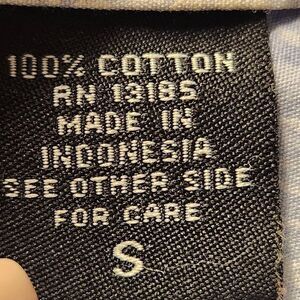 100% COTTON
RN 13185
MADE IN
INDONESIA
SEE OTHER SIDE
FOR CARE
S